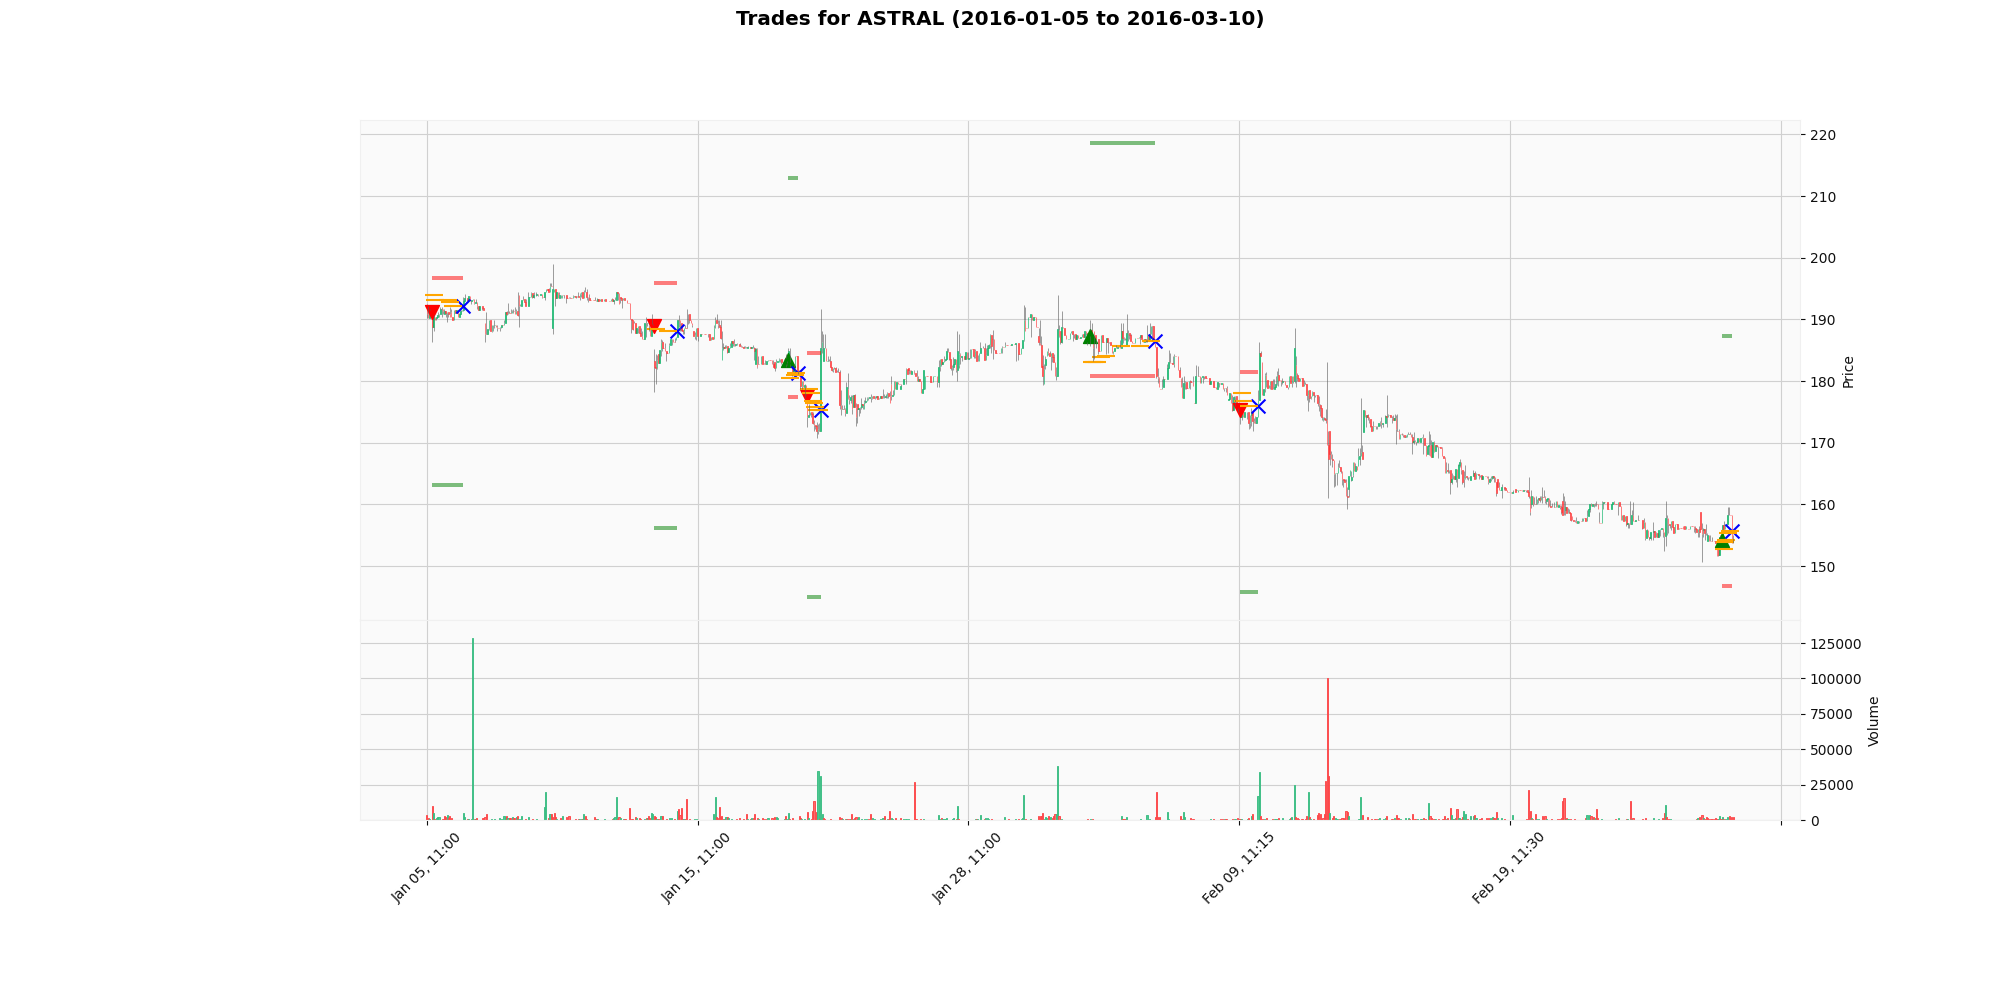 Trades for ASTRAL (2016-01-05 to 2016-03-10)
220
210
200
190
180
170
160
150
Price
125000
100000
75000
50000
25000
0
Volume
Jan 05, 11:00
Jan 15, 11:00
Jan 28, 11:00
Feb 09, 11:15
Feb 19, 11:30